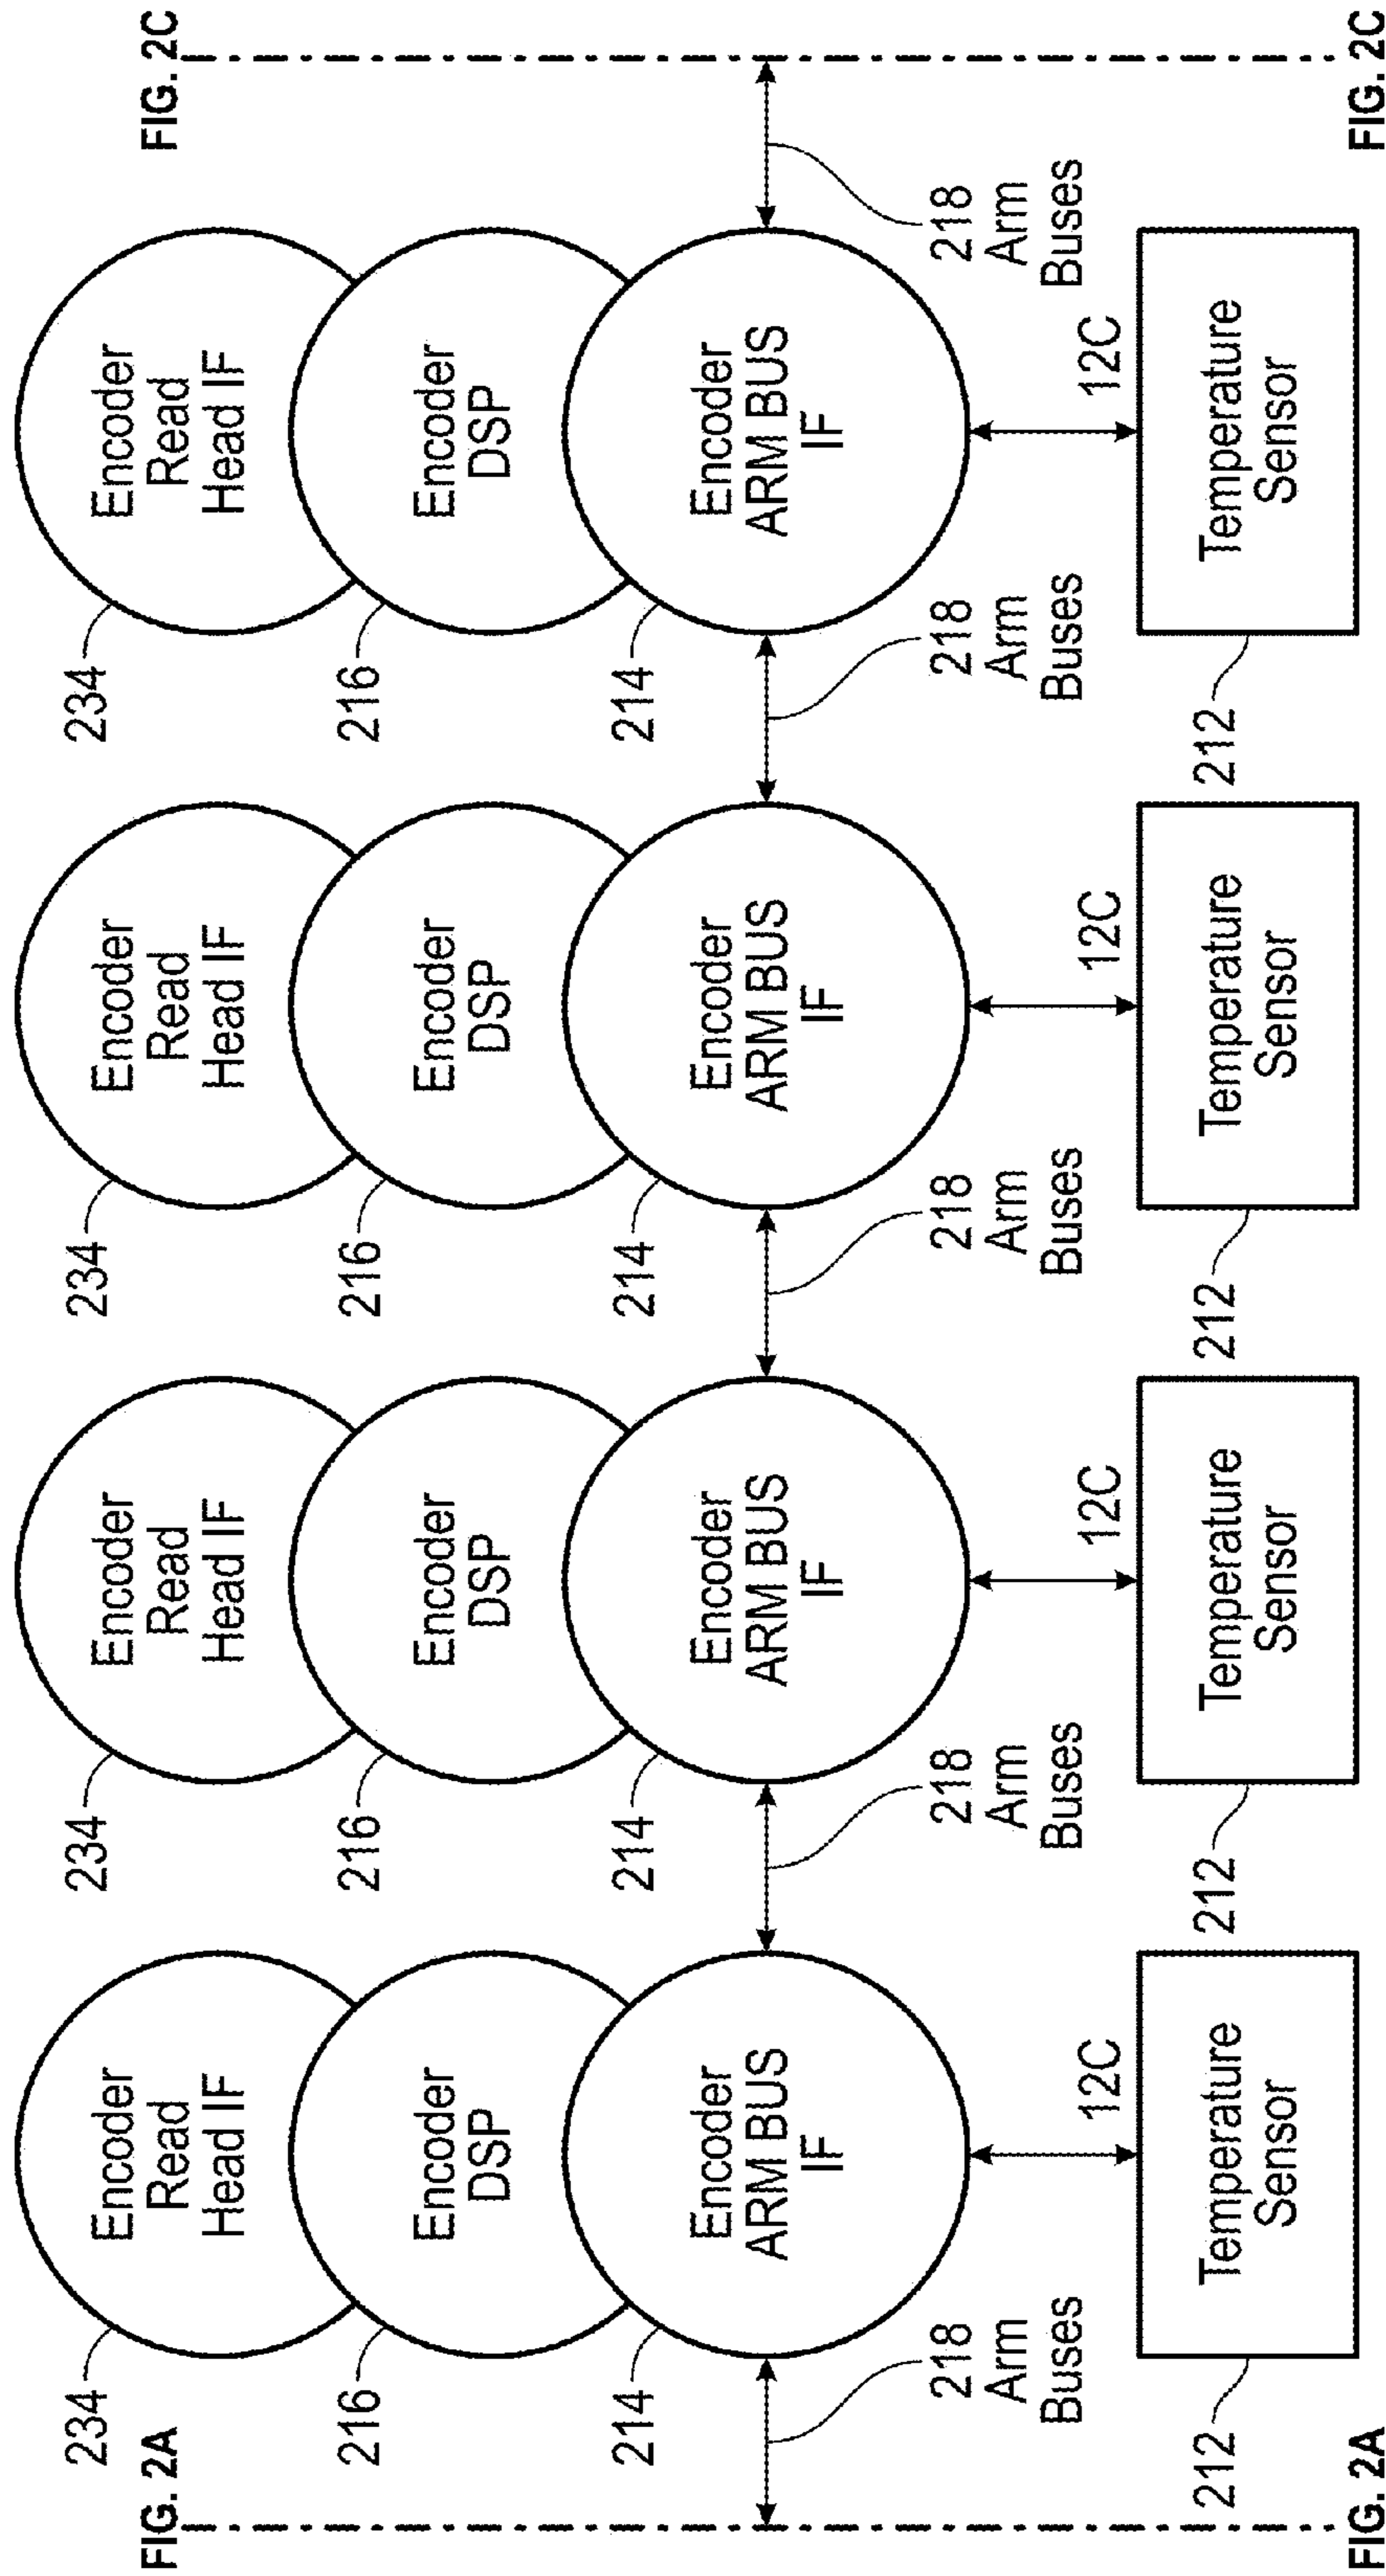 FIG. 2A
FIG. 2A
218
Arm
Buses
234
Encoder
Read
Head IF
216
Encoder
DSP
214
Encoder
ARM BUS
IF
12C
212
Temperature
Sensor
218
Arm
Buses
234
Encoder
Read
Head IF
216
Encoder
DSP
214
Encoder
ARM BUS
IF
12C
212
Temperature
Sensor
218
Arm
Buses
234
Encoder
Read
Head IF
216
Encoder
DSP
214
Encoder
ARM BUS
IF
12C
212
Temperature
Sensor
218
Arm
Buses
234
Encoder
Read
Head IF
216
Encoder
DSP
214
Encoder
ARM BUS
IF
12C
212
Temperature
Sensor
218
Arm
Buses
FIG. 2C
FIG. 2C